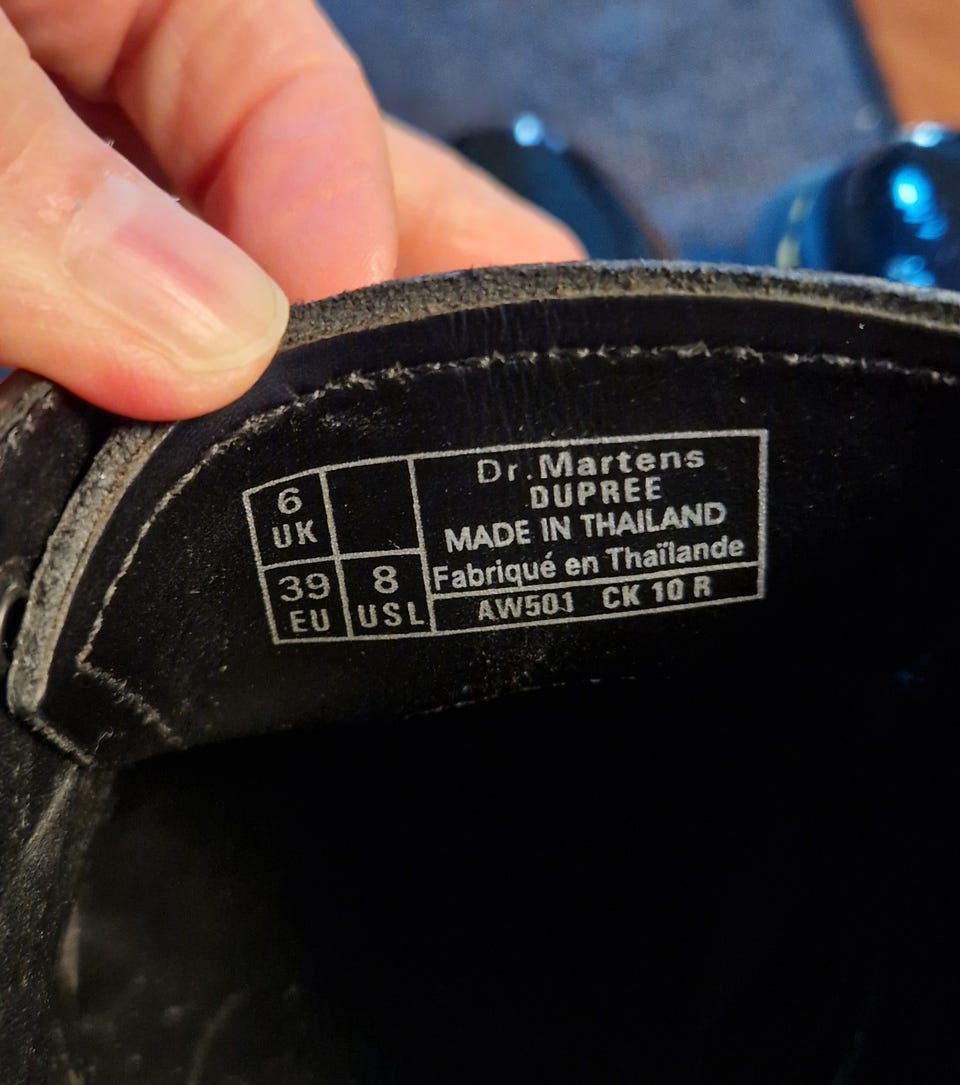 6
UK
39
EU
8
USL
Dr. Martens
DUPREE
MADE IN THAILAND
Fabriqué en Thaïlande
AW501 CK 10 R